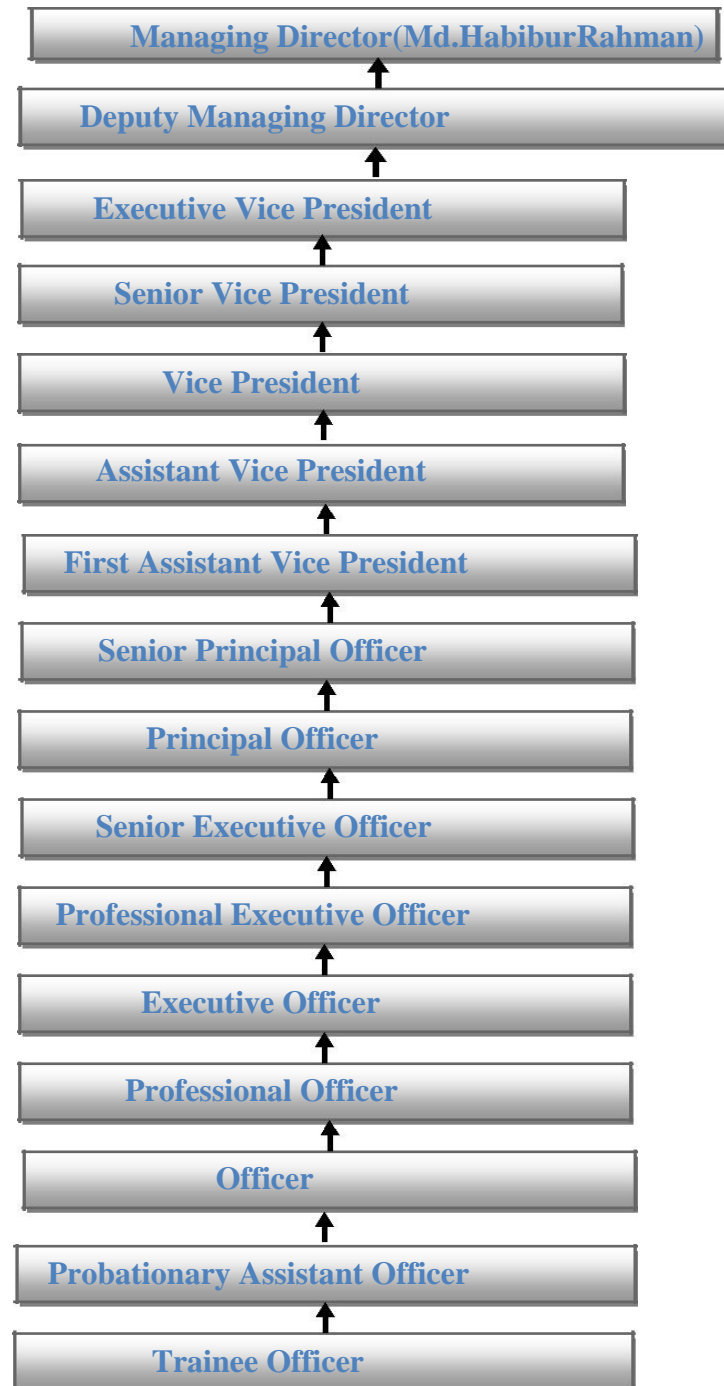 Managing Director(Md.HabiburRahman)
Deputy Managing Director
Executive Vice President
Senior Vice President
Vice President
Assistant Vice President
First Assistant Vice President
Senior Principal Officer
Principal Officer
Senior Executive Officer
Professional Executive Officer
Executive Officer
Professional Officer
Officer
Probationary Assistant Officer
Trainee Officer